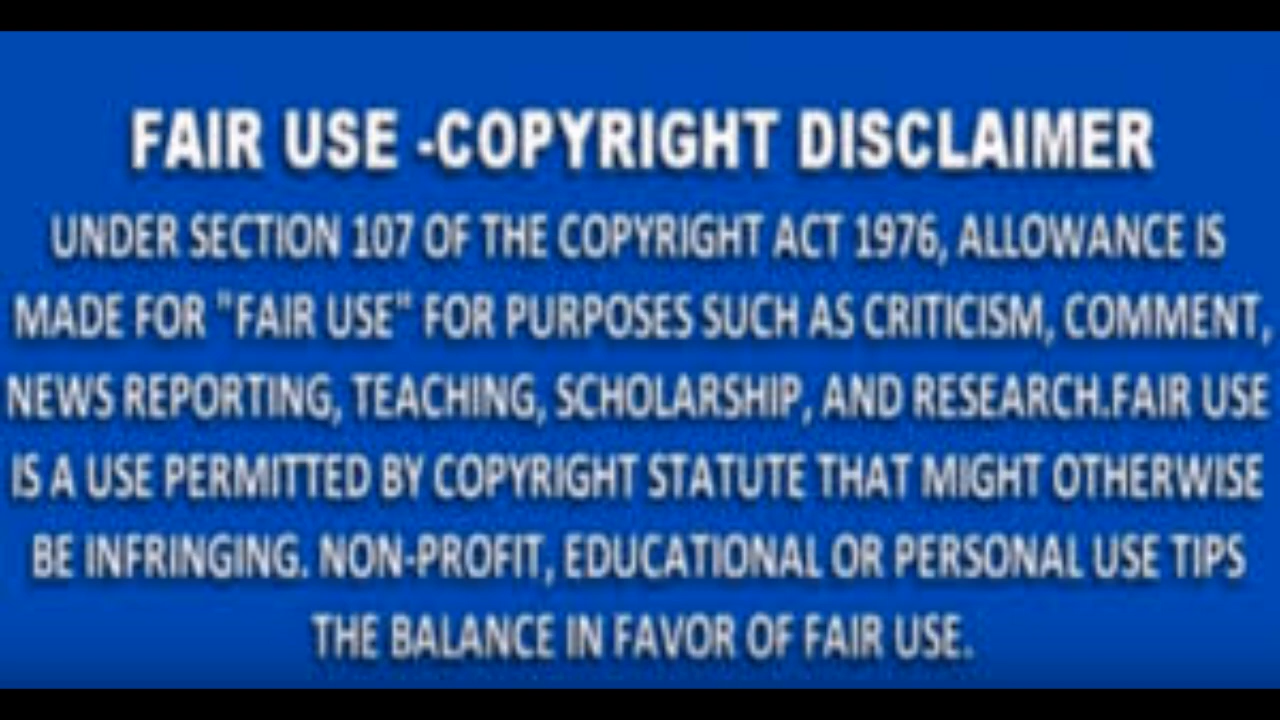 FAIR USE -COPYRIGHT DISCLAIMER
UNDER SECTION 107 OF THE COPYRIGHT ACT 1976, ALLOWANCE IS
MADE FOR "FAIR USE" FOR PURPOSES SUCH AS CRITICISM, COMMENT,
NEWS REPORTING, TEACHING, SCHOLARSHIP, AND RESEARCH.FAIR USE
IS A USE PERMITTED BY COPYRIGHT STATUTE THAT MIGHT OTHERWISE
BE INFRINGING. NON-PROFIT, EDUCATIONAL OR PERSONAL USE TIPS
THE BALANCE IN FAVOR OF FAIR USE.